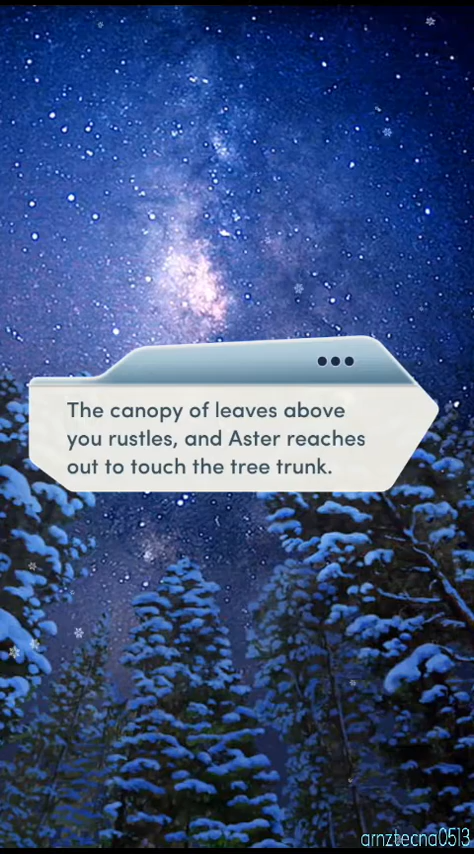 The canopy of leaves above
you rustles, and Aster reaches
out to touch the tree trunk.
arnztecna0513